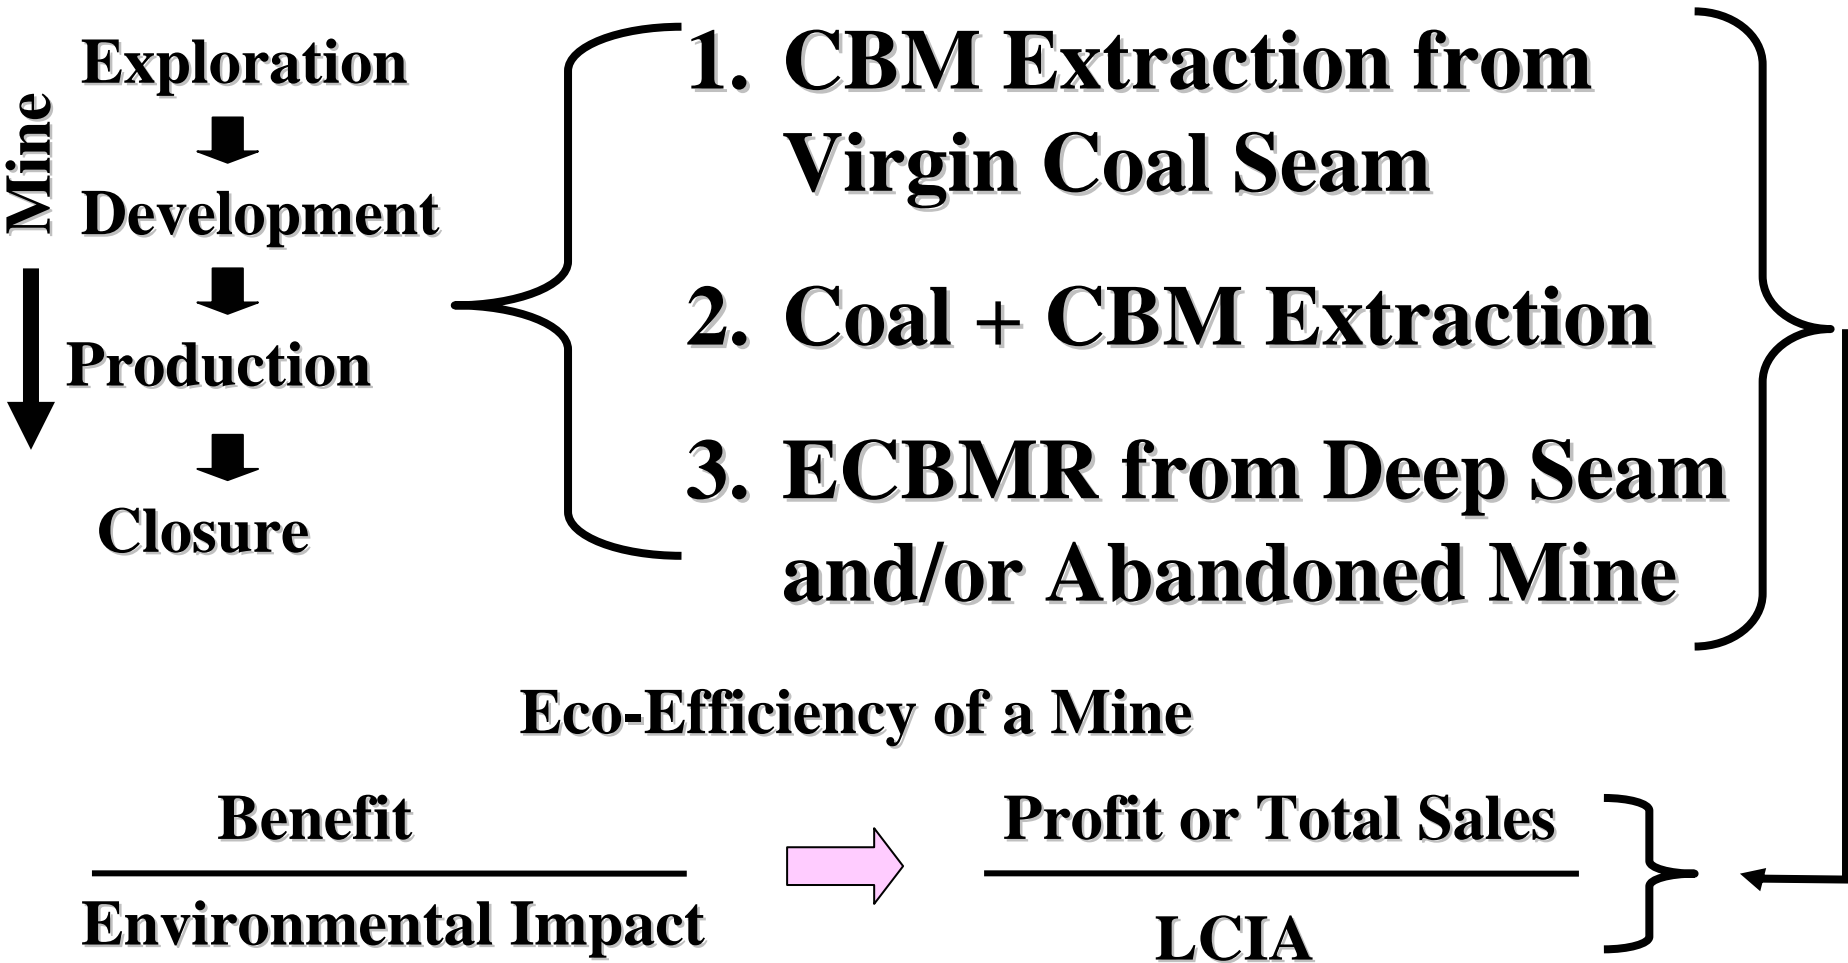 Mine
Exploration
Development
Production
Closure
1. CBM Extraction from
Virgin Coal Seam
2. Coal + CBM Extraction
3. ECBMR from Deep Seam
and/or Abandoned Mine
Eco-Efficiency of a Mine
Benefit
Environmental Impact
Profit or Total Sales
LCIA